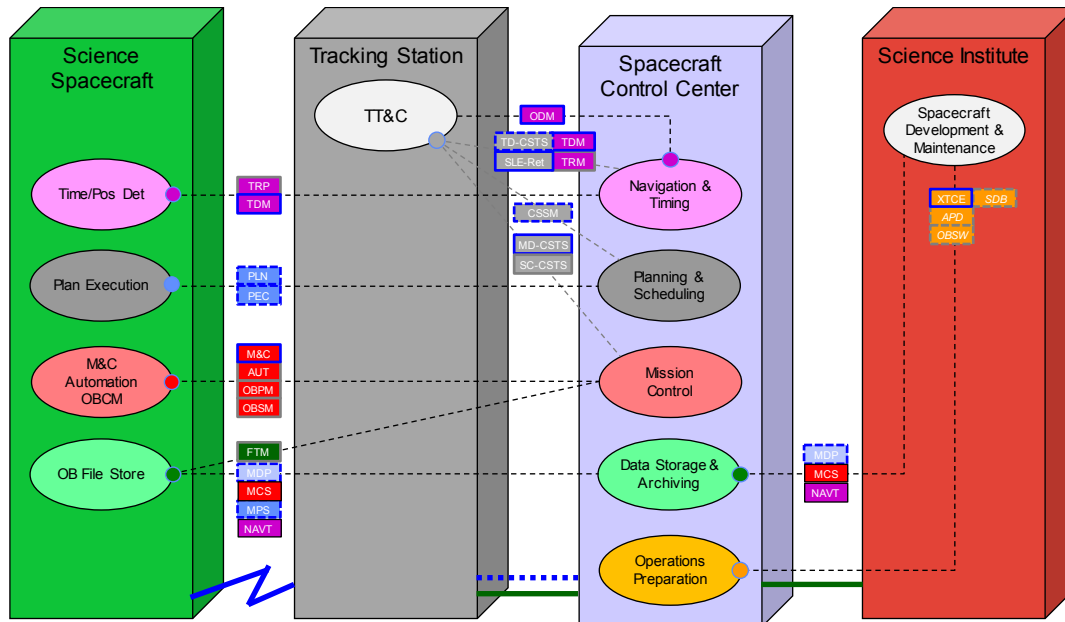 Science
Spacecraft
Tracking Station
Spacecraft
Control Center
Science Institute
TT&C
ODM
TD-CSTS TDM
SLE-Ret TRM
Spacecraft
Development &
Maintenance
Time/Pos Det
TRP
TDM
Navigation &
Timing
XTCE SDB
APD
OBSW
CSSM
MD-CSTS
SC-CSTS
Plan Execution
PLN
PEC
Planning &
Scheduling
M&C
Automation
OBCM
M&C
AUT
OBPM
OBSM
Mission
Control
OB File Store
FTM
MDP
MCS
MPS
NAVT
Data Storage &
Archiving
MDP
MCS
NAVT
Operations
Preparation